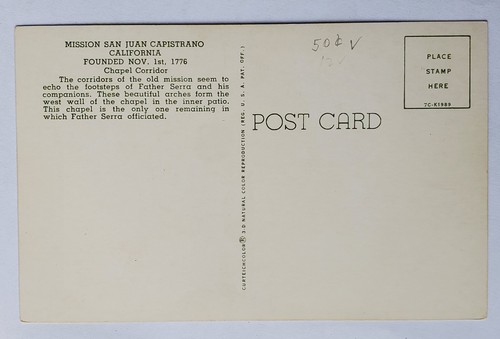 MISSION SAN JUAN CAPISTRANO
CALIFORNIA
FOUNDED NOV. 1st, 1776
Chapel Corridor
The corridors of the old mission seem to
echo the footsteps of Father Serra and his
companions. These beautiful arches form the
west wall of the chapel in the inner patio.
This chapel is the only one remaining in
which Father Serra officiated.
CURTEICHCOLOR® 3-D NATURAL COLOR REPRODUCTION (REG. U. S. A. PAT. OFF.)
50¢ V
POST CARD
PLACE
STAMP
HERE
7C-K1989